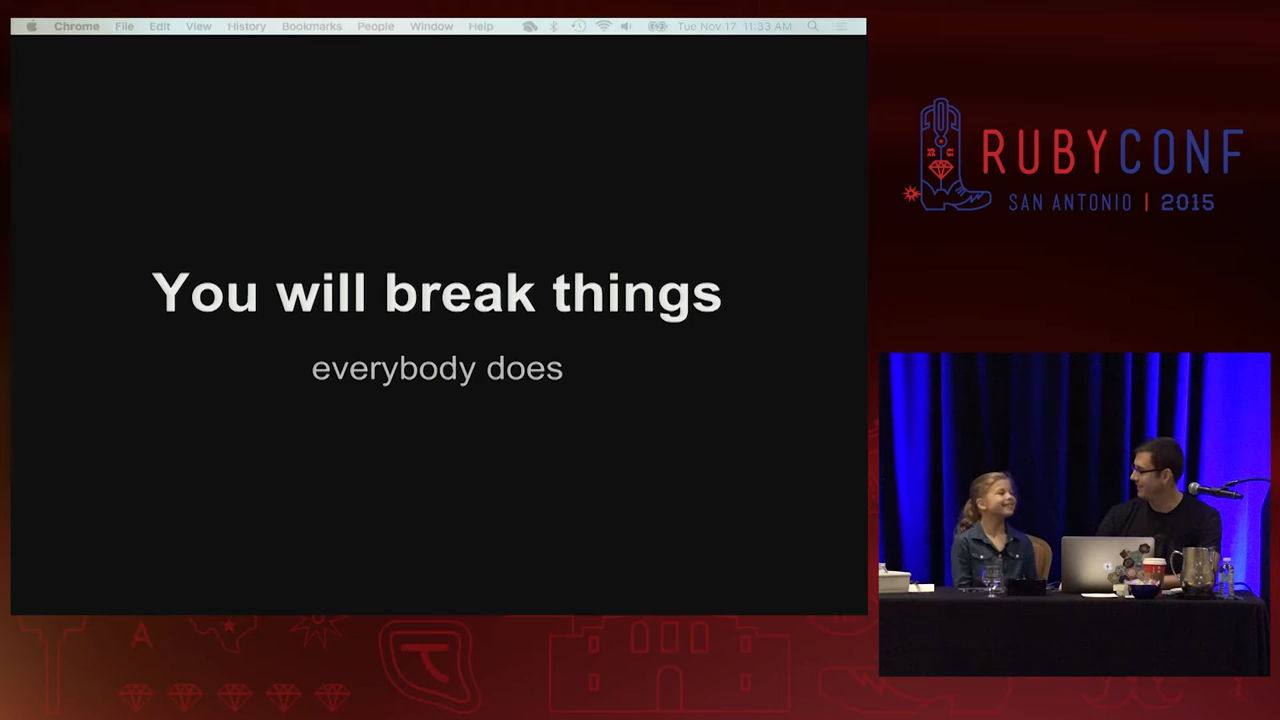 Chrome File Edit View History Bookmarks People Window Help Tue Nov 17 11:33 AM
You will break things
everybody does
RUBYCONF
SAN ANTONIO | 2015